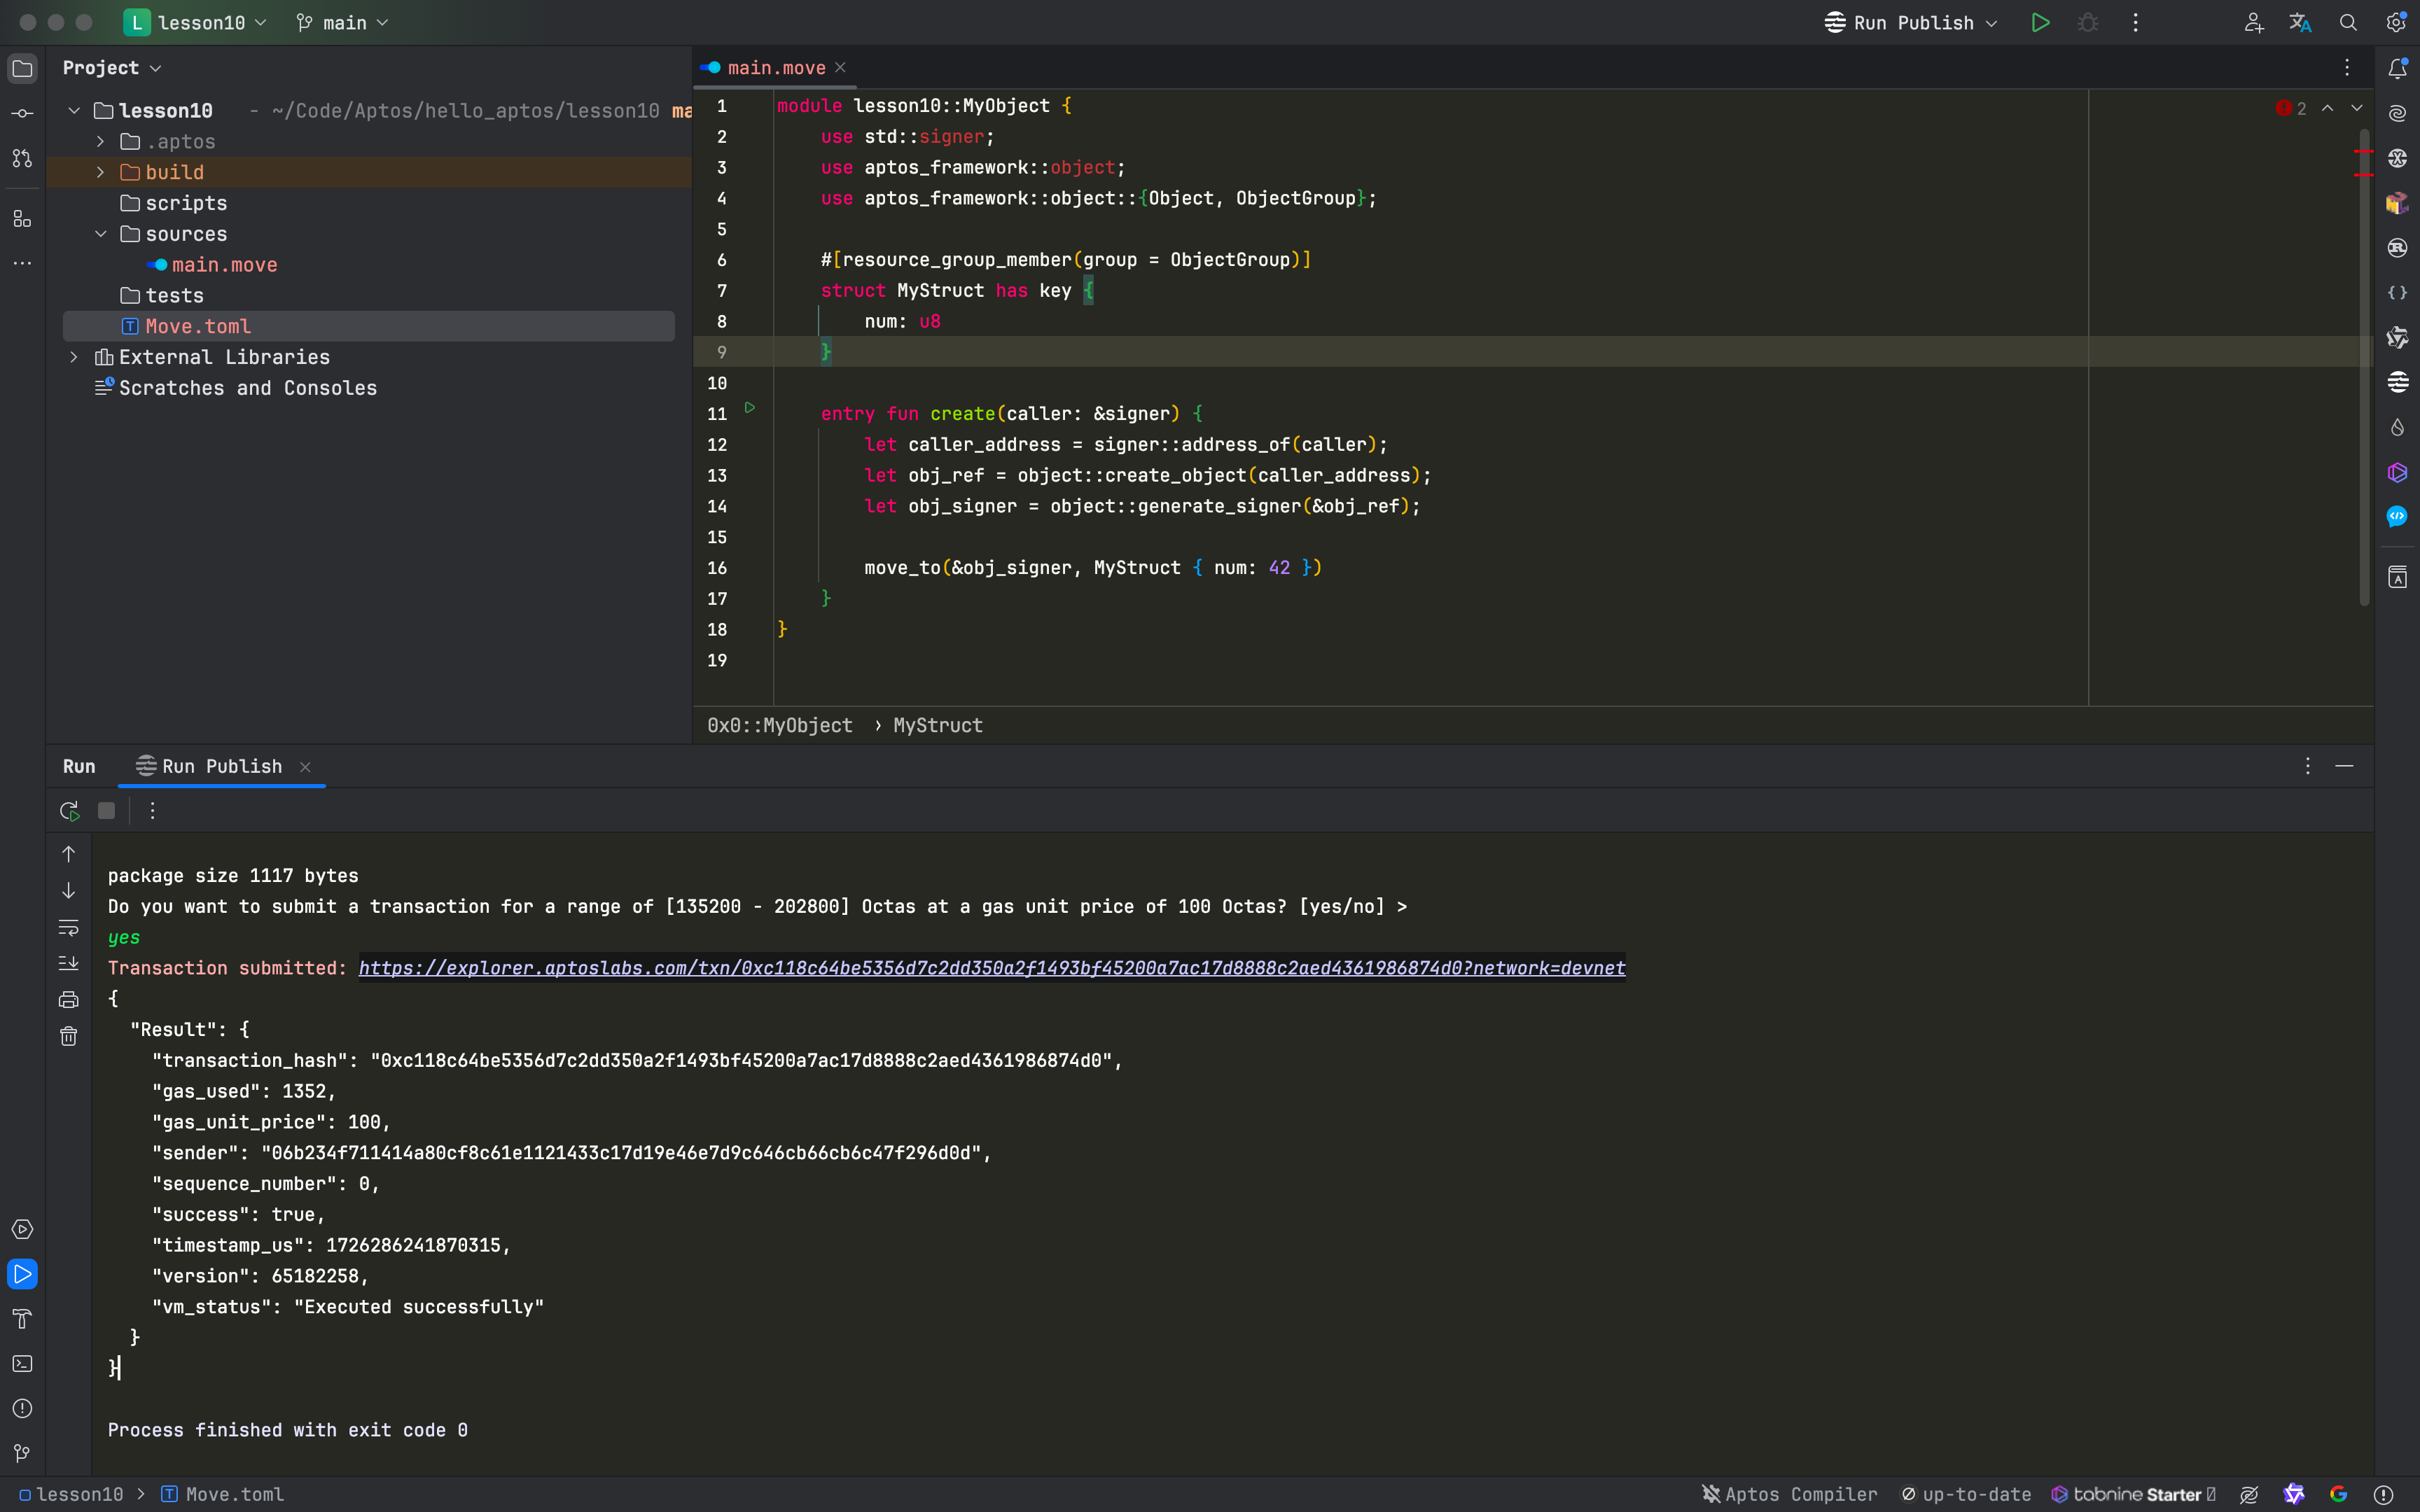 L lesson10 main Run Publish
Project
main.move
lesson10 - ~/Code/Aptos/hello_aptos/lesson10 ma
.aptos
build
scripts
sources
main.move
tests
Move.toml
External Libraries
Scratches and Consoles
2
1 module lesson10::MyObject {
2 use std::signer;
3 use aptos_framework::object;
4 use aptos_framework::object::{Object, ObjectGroup};
5
6 #[resource_group_member(group = ObjectGroup)]
7 struct MyStruct has key {
8 num: u8
9 }
10
11 entry fun create(caller: &signer) {
12 let caller_address = signer::address_of(caller);
13 let obj_ref = object::create_object(caller_address);
14 let obj_signer = object::generate_signer(&obj_ref);
15
16 move_to(&obj_signer, MyStruct { num: 42 })
17 }
18 }
19
0x0::MyObject › MyStruct
Run Run Publish
package size 1117 bytes
Do you want to submit a transaction for a range of [135200 - 202800] Octas at a gas unit price of 100 Octas? [yes/no] >
yes
Transaction submitted: https://explorer.aptoslabs.com/txn/0xc118c64be5356d7c2dd350a2f1493bf45200a7ac17d8888c2aed4361986874d0?network=devnet
{
"Result": {
"transaction_hash": "0xc118c64be5356d7c2dd350a2f1493bf45200a7ac17d8888c2aed4361986874d0",
"gas_used": 1352,
"gas_unit_price": 100,
"sender": "06b234f711414a80cf8c61e1121433c17d19e46e7d9c646cb66cb6c47f296d0d",
"sequence_number": 0,
"success": true,
"timestamp_us": 1726286241870315,
"version": 65182258,
"vm_status": "Executed successfully"
}
}
Process finished with exit code 0
lesson10 > Move.toml
Aptos Compiler up-to-date tabnine Starter